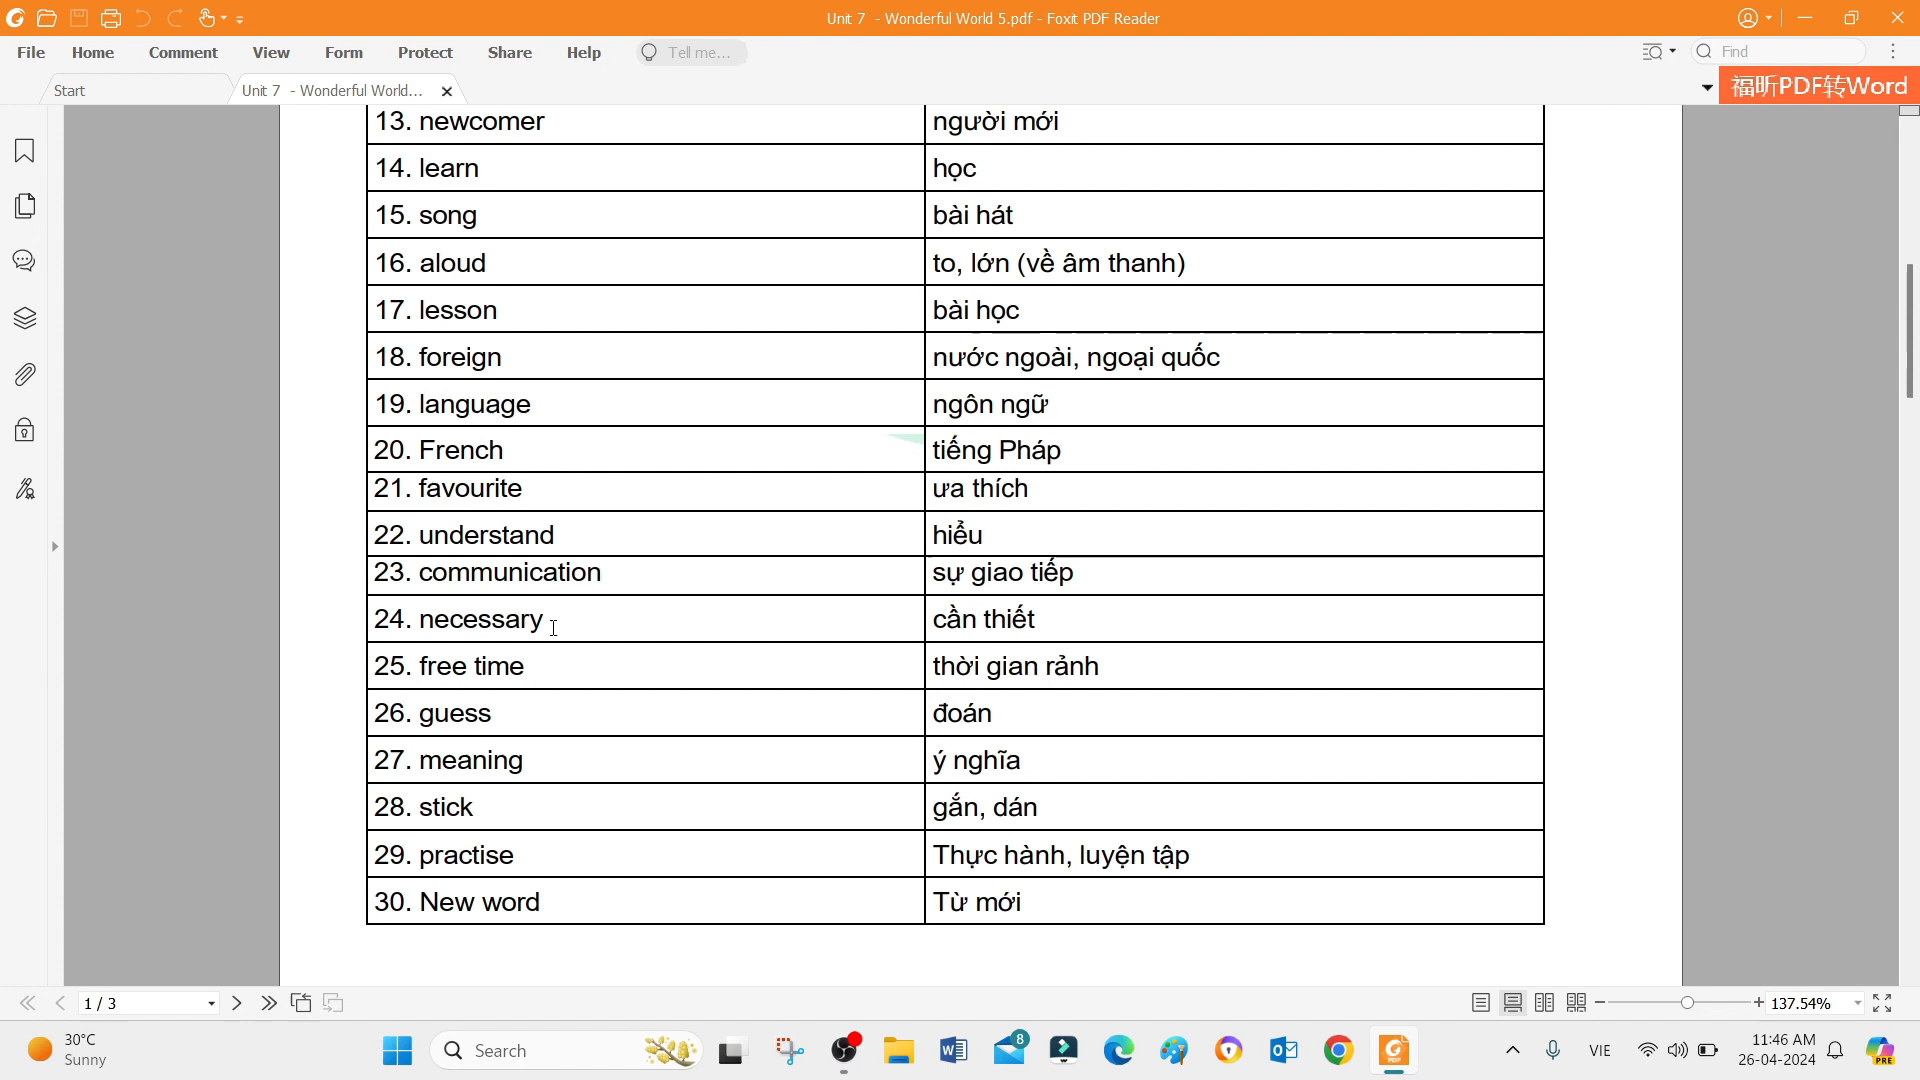 Unit 7 - Wonderful World 5.pdf - Foxit PDF Reader
File Home Comment View Form Protect Share Help Tell me... Find
Start Unit 7 - Wonderful World... 福昕PDF转Word
13. newcomer người mới
14. learn học
15. song bài hát
16. aloud to, lớn (về âm thanh)
17. lesson bài học
18. foreign nước ngoài, ngoại quốc
19. language ngôn ngữ
20. French tiếng Pháp
21. favourite ưa thích
22. understand hiểu
23. communication sự giao tiếp
24. necessary cần thiết
25. free time thời gian rảnh
26. guess đoán
27. meaning ý nghĩa
28. stick gắn, dán
29. practise Thực hành, luyện tập
30. New word Từ mới
1 / 3 137.54%
30°C 11:46 AM
Sunny Search 8 VIE 26-04-2024 PRE